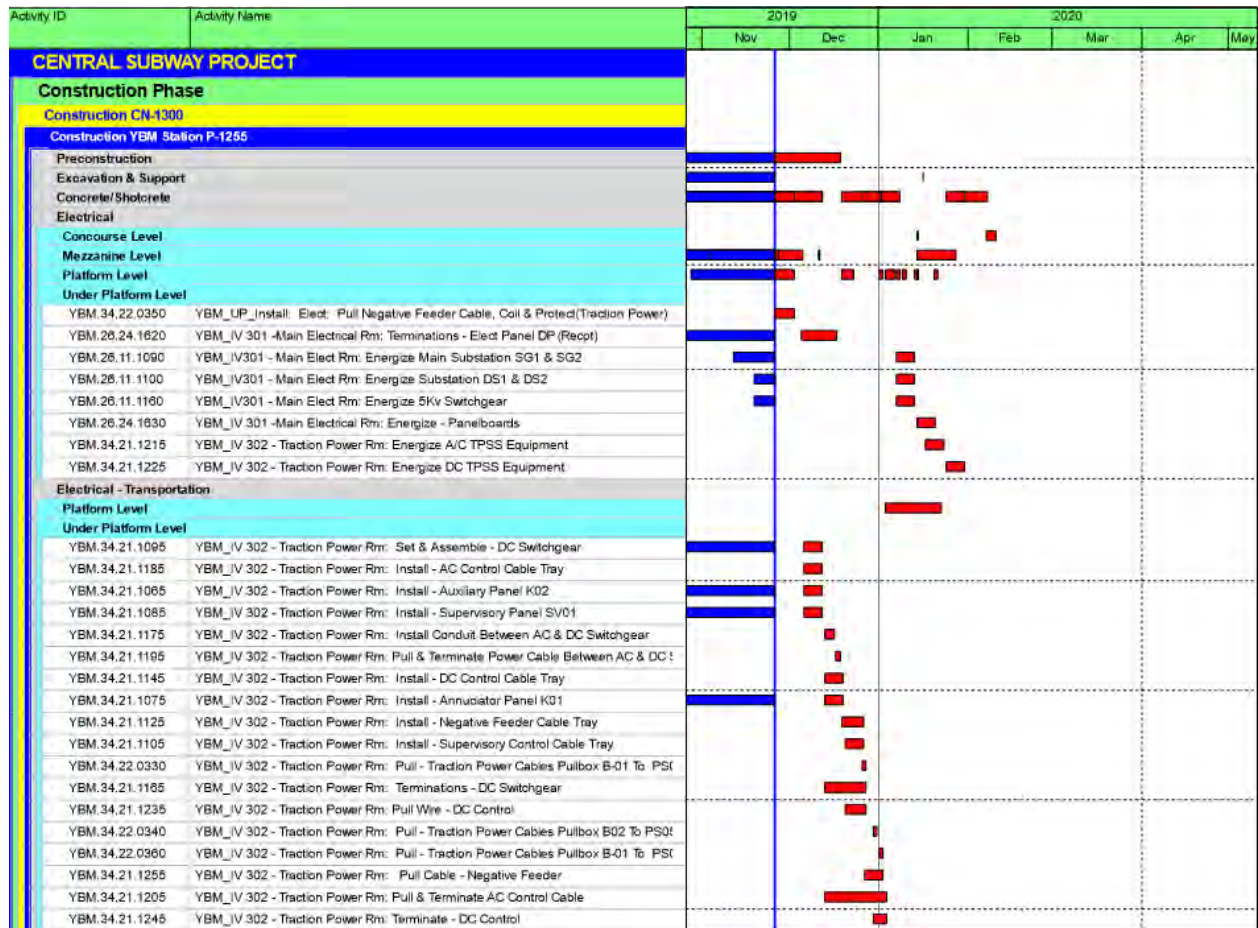 Activity ID Activity Name 2019 2020
Nov Dec Jan Feb Mar Apr May
CENTRAL SUBWAY PROJECT
Construction Phase
Construction CN-1300
Construction YBM Station P-1255
Preconstruction
Excavation & Support
Concrete/Shotcrete
Electrical
Concourse Level
Mezzanine Level
Platform Level
Under Platform Level
YBM.34.22.0350 YBM_UP_Install: Elect: Pull Negative Feeder Cable, Coil & Protect(Traction Power)
YBM.26.24.1620 YBM_IV 301 -Main Electrical Rm: Terminations - Elect Panel DP (Recpt)
YBM.26.11.1090 YBM_IV301 - Main Elect Rm: Energize Main Substation SG1 & SG2
YBM.26.11.1100 YBM_IV301 - Main Elect Rm: Energize Substation DS1 & DS2
YBM.26.11.1160 YBM_IV301 - Main Elect Rm: Energize 5Kv Switchgear
YBM.26.24.1630 YBM_IV 301 -Main Electrical Rm: Energize - Panelboards
YBM.34.21.1215 YBM_IV 302 - Traction Power Rm: Energize A/C TPSS Equipment
YBM.34.21.1225 YBM_IV 302 - Traction Power Rm: Energize DC TPSS Equipment
Electrical - Transportation
Platform Level
Under Platform Level
YBM.34.21.1095 YBM_IV 302 - Traction Power Rm: Set & Assemble - DC Switchgear
YBM.34.21.1185 YBM_IV 302 - Traction Power Rm: Install - AC Control Cable Tray
YBM.34.21.1065 YBM_IV 302 - Traction Power Rm: Install - Auxiliary Panel K02
YBM.34.21.1085 YBM_IV 302 - Traction Power Rm: Install - Supervisory Panel SV01
YBM.34.21.1175 YBM_IV 302 - Traction Power Rm: Install Conduit Between AC & DC Switchgear
YBM.34.21.1195 YBM_IV 302 - Traction Power Rm: Pull & Terminate Power Cable Between AC & DC
YBM.34.21.1145 YBM_IV 302 - Traction Power Rm: Install - DC Control Cable Tray
YBM.34.21.1075 YBM_IV 302 - Traction Power Rm: Install - Annuciator Panel K01
YBM.34.21.1125 YBM_IV 302 - Traction Power Rm: Install - Negative Feeder Cable Tray
YBM.34.21.1105 YBM_IV 302 - Traction Power Rm: Install - Supervisory Control Cable Tray
YBM.34.22.0330 YBM_IV 302 - Traction Power Rm: Pull - Traction Power Cables Pullbox B-01 To
YBM.34.21.1165 YBM_IV 302 - Traction Power Rm: Terminations - DC Switchgear
YBM.34.21.1235 YBM_IV 302 - Traction Power Rm: Pull Wire - DC Control
YBM.34.22.0340 YBM_IV 302 - Traction Power Rm: Pull - Traction Power Cables Pullbox B02 To
YBM.34.22.0360 YBM_IV 302 - Traction Power Rm: Pull - Traction Power Cables Pullbox B-01 To
YBM.34.21.1255 YBM_IV 302 - Traction Power Rm: Pull Cable - Negative Feeder
YBM.34.21.1205 YBM_IV 302 - Traction Power Rm: Pull & Terminate AC Control Cable
YBM.34.21.1245 YBM_IV 302 - Traction Power Rm: Terminate - DC Control